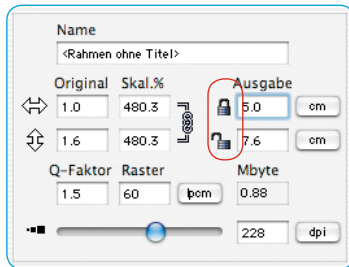 Name
<Rahmen ohne Titel>
Original Skal.% Ausgabe
1.0 480.3 5.0 cm
1.6 480.3 7.6 cm
Q-Faktor Raster Mbyte
1.5 60 lpcm 0.88
228 dpi